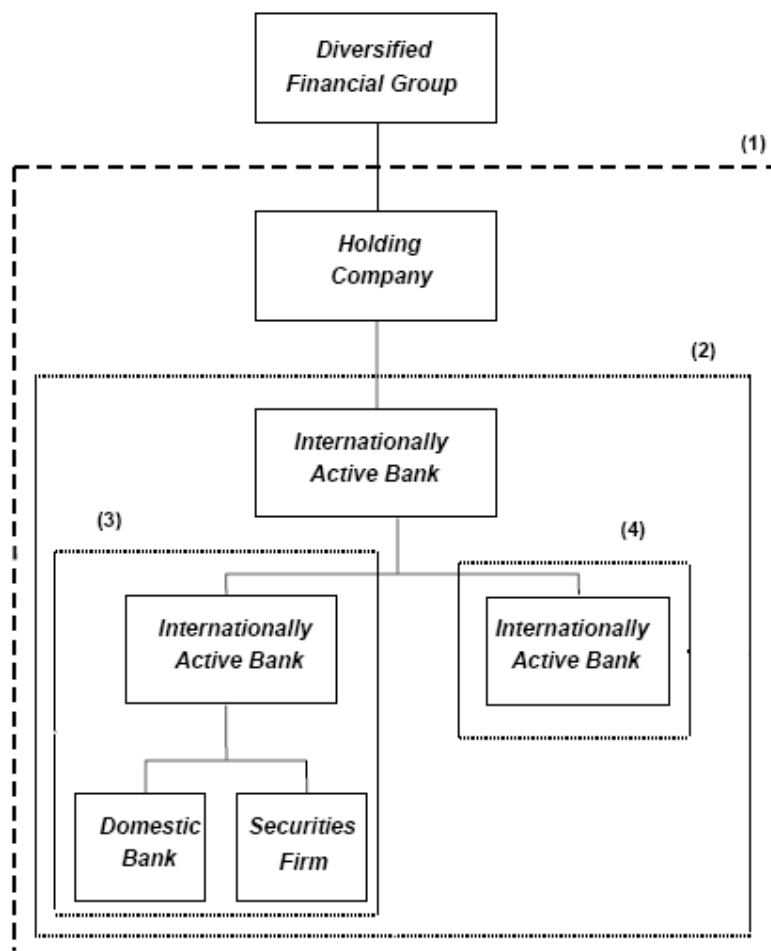 Diversified
Financial Group
(1)
Holding
Company
(2)
Internationally
Active Bank
(3)
(4)
Internationally
Active Bank
Internationally
Active Bank
Domestic
Bank
Securities
Firm